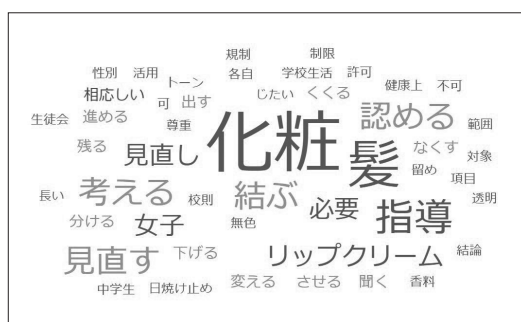 規制 制限
性別 活用 トーン 各自 学校生活 許可
相応しい 可 出す じたい くくる 健康上 不可
生徒会 進める 尊重 化粧 認める 範囲
残る 見直し 髪 なくす 対象
留め 項目
長い 考える 校則 結ぶ 必要 指導 透明
分ける 女子 無色
見直す 下げる リップクリーム 結論
中学生 日焼け止め 変える させる 聞く 香料